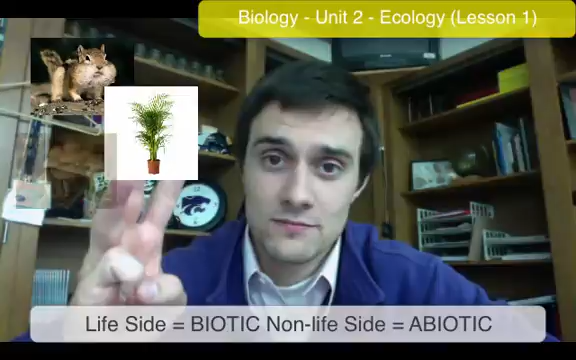 Biology - Unit 2 - Ecology (Lesson 1)
Life Side = BIOTIC Non-life Side = ABIOTIC